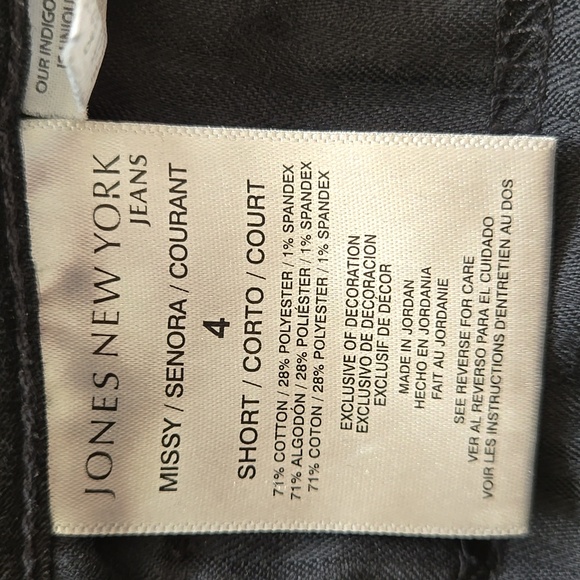 OUR INDIGO
JONES NEW YORK
JEANS
MISSY / SENORA / COURANT
4
SHORT / CORTO / COURT
71% COTTON / 28% POLYESTER / 1% SPANDEX
71% ALGODÓN / 28% POLIÉSTER / 1% SPANDEX
71% COTON / 28% POLYESTER / 1% SPANDEX
EXCLUSIVE OF DECORATION
EXCLUSIVO DE DECORACION
EXCLUSIF DE DÉCOR
MADE IN JORDAN
HECHO EN JORDANIA
FAIT AU JORDANIE
SEE REVERSE FOR CARE
VER AL REVERSO PARA EL CUIDADO
VOIR LES INSTRUCTIONS D'ENTRETIEN AU DOS